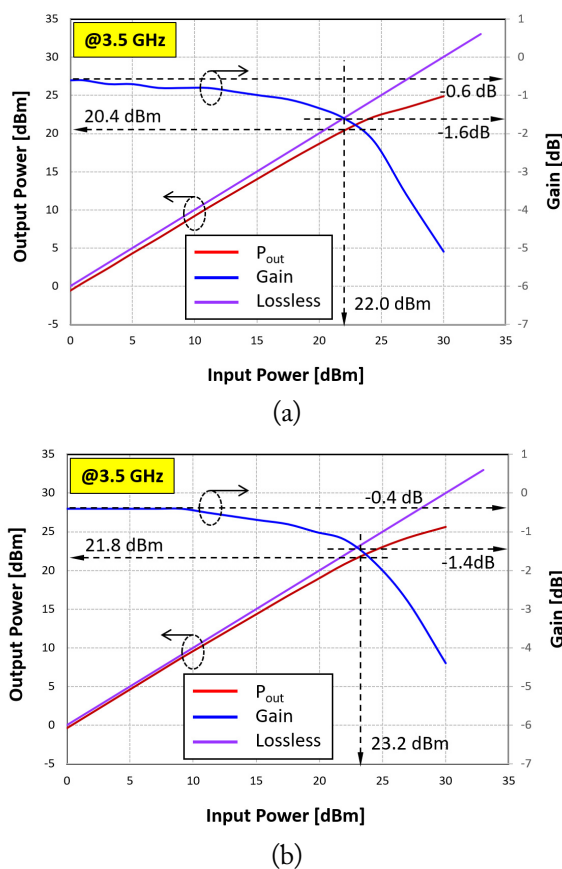 @3.5 GHz
Output Power [dBm]
35
30
25
20
15
10
5
0
-5
1
0
-1
-2
-3
-4
-5
-6
-7
Gain [dB]
-0.6 dB
20.4 dBm
-1.6dB
Pout
Gain
Lossless
22.0 dBm
0 5 10 15 20 25 30 35
Input Power [dBm]
(a)
@3.5 GHz
Output Power [dBm]
35
30
25
20
15
10
5
0
-5
1
0
-1
-2
-3
-4
-5
-6
-7
Gain [dB]
-0.4 dB
21.8 dBm
-1.4dB
Pout
Gain
Lossless
23.2 dBm
0 5 10 15 20 25 30 35
Input Power [dBm]
(b)